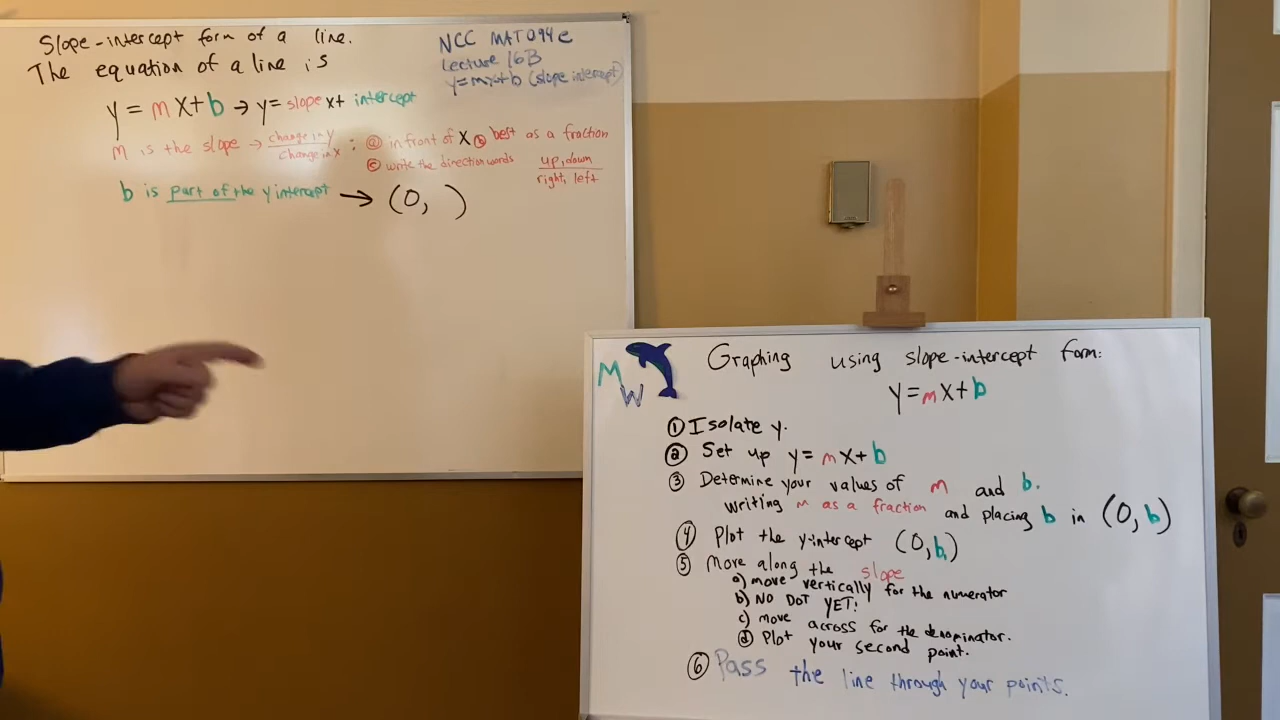 Slope-intercept form of a line.
The equation of a line is
y = mx+b → y= slope x+ intercept
m is the slope → change in y / change in x : ⓐ in front of x ⓑ best as a fraction
ⓒ write the direction words up, down / right, left
b is part of the y intercept → (0, )
NCC MAT094e
Lecture 16B
y=mx+b (slope intercept)
MW
Graphing using slope-intercept form:
y=mx+b
① Isolate y.
② Set up y=mx+b
③ Determine your values of m and b.
writing m as a fraction and placing b in (0, b)
④ Plot the y-intercept (0, b)
⑤ Move along the slope
a) move vertically for the numerator
b) NO DOT YET!
c) move across for the denominator.
ⓓ Plot your second point.
⑥ Pass the line through your points.